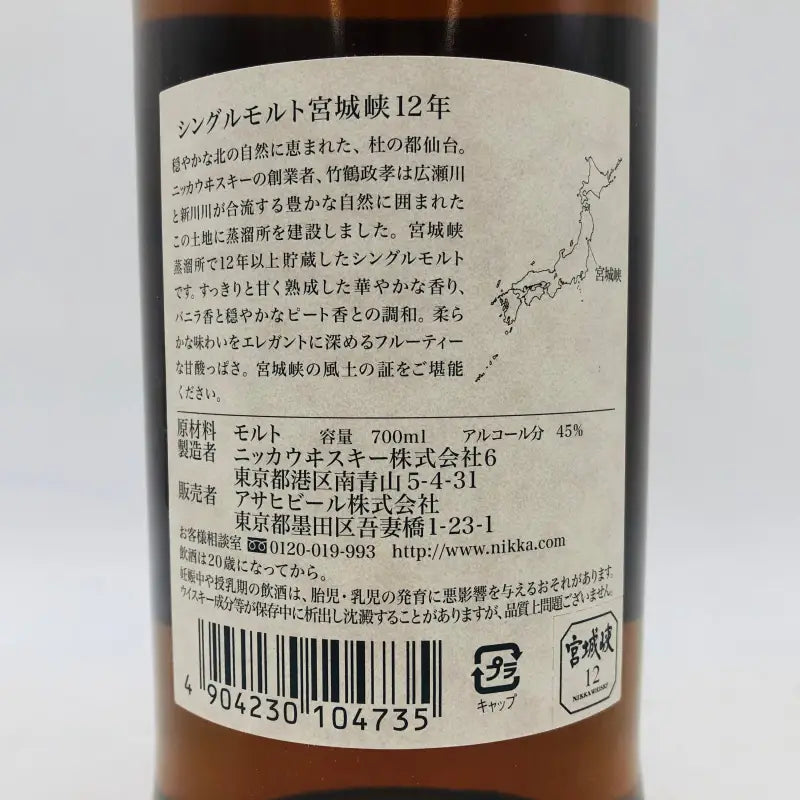 シングルモルト宮城峡12年
穏やかな北の自然に恵まれた、杜の都仙台。
ニッカウヰスキーの創業者、竹鶴政孝は広瀬川
と新川川が合流する豊かな自然に囲まれた
この土地に蒸溜所を建設しました。宮城峡
蒸溜所で12年以上貯蔵したシングルモルト
です。すっきりと甘く熟成した華やかな香り、
バニラ香と穏やかなピート香との調和。柔ら
かな味わいをエレガントに深めるフルーティー
な甘酸っぱさ。宮城峡の風土の証をご堪能
ください。
宮城峡
原材料 モルト 容量 700ml アルコール分 45%
製造者 ニッカウヰスキー株式会社6
東京都港区南青山5-4-31
販売者 アサヒビール株式会社
東京都墨田区吾妻橋1-23-1
お客様相談室 0120-019-993 http://www.nikka.com
飲酒は20歳になってから。
妊娠中や授乳期の飲酒は、胎児・乳児の発育に悪影響を与えるおそれがあります。
ウイスキー成分等が保存中に析出し沈澱することがありますが、品質上問題ございません。
4 904230 104735
プラ
キャップ
宮城峡
12
NIKKA WHISKY